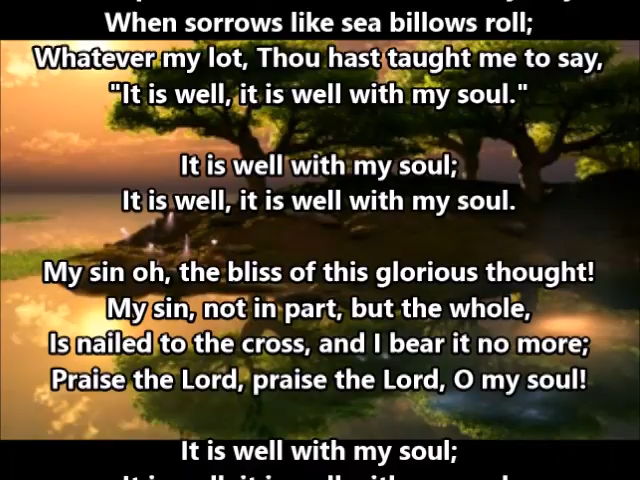 When sorrows like sea billows roll;
Whatever my lot, Thou hast taught me to say,
"It is well, it is well with my soul."
It is well with my soul;
It is well, it is well with my soul.
My sin oh, the bliss of this glorious thought!
My sin, not in part, but the whole,
Is nailed to the cross, and I bear it no more;
Praise the Lord, praise the Lord, O my soul!
It is well with my soul;